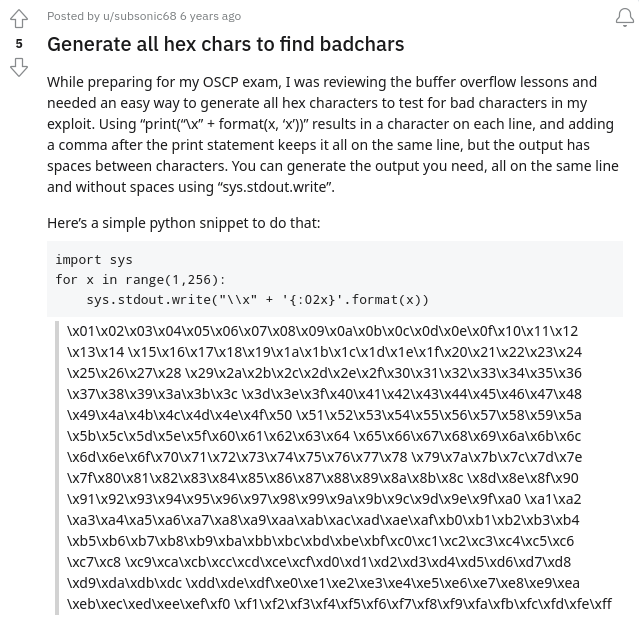 Posted by u/subsonic68 6 years ago
5
Generate all hex chars to find badchars
While preparing for my OSCP exam, I was reviewing the buffer overflow lessons and
needed an easy way to generate all hex characters to test for bad characters in my
exploit. Using “print(“\x” + format(x, ‘x’))” results in a character on each line, and adding
a comma after the print statement keeps it all on the same line, but the output has
spaces between characters. You can generate the output you need, all on the same line
and without spaces using “sys.stdout.write”.
Here’s a simple python snippet to do that:
import sys
for x in range(1,256):
    sys.stdout.write("\\x" + '{:02x}'.format(x))
\x01\x02\x03\x04\x05\x06\x07\x08\x09\x0a\x0b\x0c\x0d\x0e\x0f\x10\x11\x12
\x13\x14 \x15\x16\x17\x18\x19\x1a\x1b\x1c\x1d\x1e\x1f\x20\x21\x22\x23\x24
\x25\x26\x27\x28 \x29\x2a\x2b\x2c\x2d\x2e\x2f\x30\x31\x32\x33\x34\x35\x36
\x37\x38\x39\x3a\x3b\x3c \x3d\x3e\x3f\x40\x41\x42\x43\x44\x45\x46\x47\x48
\x49\x4a\x4b\x4c\x4d\x4e\x4f\x50 \x51\x52\x53\x54\x55\x56\x57\x58\x59\x5a
\x5b\x5c\x5d\x5e\x5f\x60\x61\x62\x63\x64 \x65\x66\x67\x68\x69\x6a\x6b\x6c
\x6d\x6e\x6f\x70\x71\x72\x73\x74\x75\x76\x77\x78 \x79\x7a\x7b\x7c\x7d\x7e
\x7f\x80\x81\x82\x83\x84\x85\x86\x87\x88\x89\x8a\x8b\x8c \x8d\x8e\x8f\x90
\x91\x92\x93\x94\x95\x96\x97\x98\x99\x9a\x9b\x9c\x9d\x9e\x9f\xa0 \xa1\xa2
\xa3\xa4\xa5\xa6\xa7\xa8\xa9\xaa\xab\xac\xad\xae\xaf\xb0\xb1\xb2\xb3\xb4
\xb5\xb6\xb7\xb8\xb9\xba\xbb\xbc\xbd\xbe\xbf\xc0\xc1\xc2\xc3\xc4\xc5\xc6
\xc7\xc8 \xc9\xca\xcb\xcc\xcd\xce\xcf\xd0\xd1\xd2\xd3\xd4\xd5\xd6\xd7\xd8
\xd9\xda\xdb\xdc \xdd\xde\xdf\xe0\xe1\xe2\xe3\xe4\xe5\xe6\xe7\xe8\xe9\xea
\xeb\xec\xed\xee\xef\xf0 \xf1\xf2\xf3\xf4\xf5\xf6\xf7\xf8\xf9\xfa\xfb\xfc\xfd\xfe\xff